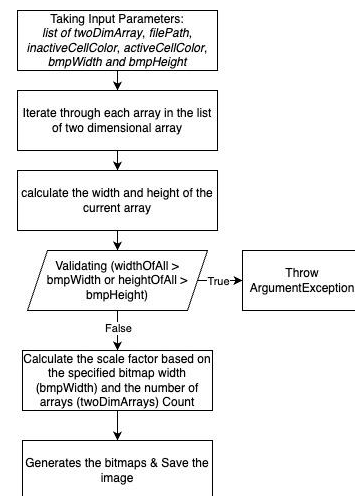 Taking Input Parameters:
list of twoDimArray, filePath,
inactiveCellColor, activeCellColor,
bmpWidth and bmpHeight
Iterate through each array in the list
of two dimensional array
calculate the width and height of the
current array
Validating (widthOfAll >
bmpWidth or heightOfAll >
bmpHeight)
True
Throw
ArgumentException
False
Calculate the scale factor based on
the specified bitmap width
(bmpWidth) and the number of
arrays (twoDimArrays) Count
Generates the bitmaps & Save the
image